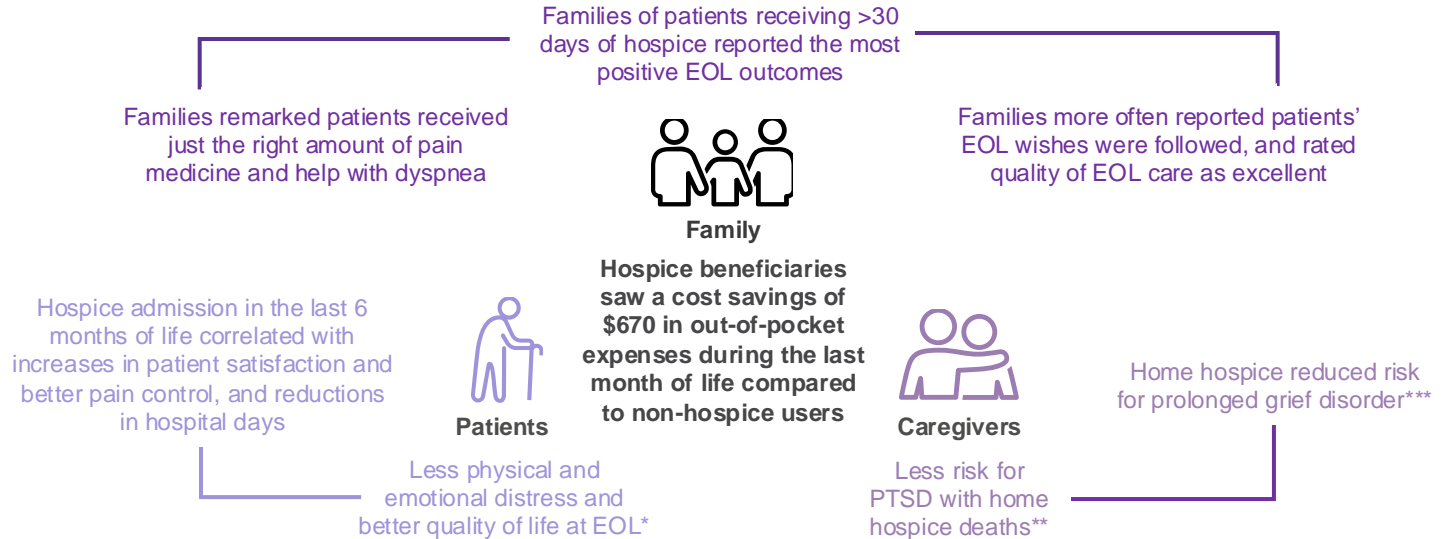 Families of patients receiving >30
days of hospice reported the most
positive EOL outcomes
Families remarked patients received
just the right amount of pain
medicine and help with dyspnea
Families more often reported patients’
EOL wishes were followed, and rated
quality of EOL care as excellent
Family
Hospice beneficiaries
saw a cost savings of
$670 in out-of-pocket
expenses during the last
month of life compared
to non-hospice users
Hospice admission in the last 6
months of life correlated with
increases in patient satisfaction and
better pain control, and reductions
in hospital days
Patients
Less physical and
emotional distress and
better quality of life at EOL*
Caregivers
Less risk for
PTSD with home
hospice deaths**
Home hospice reduced risk
for prolonged grief disorder***